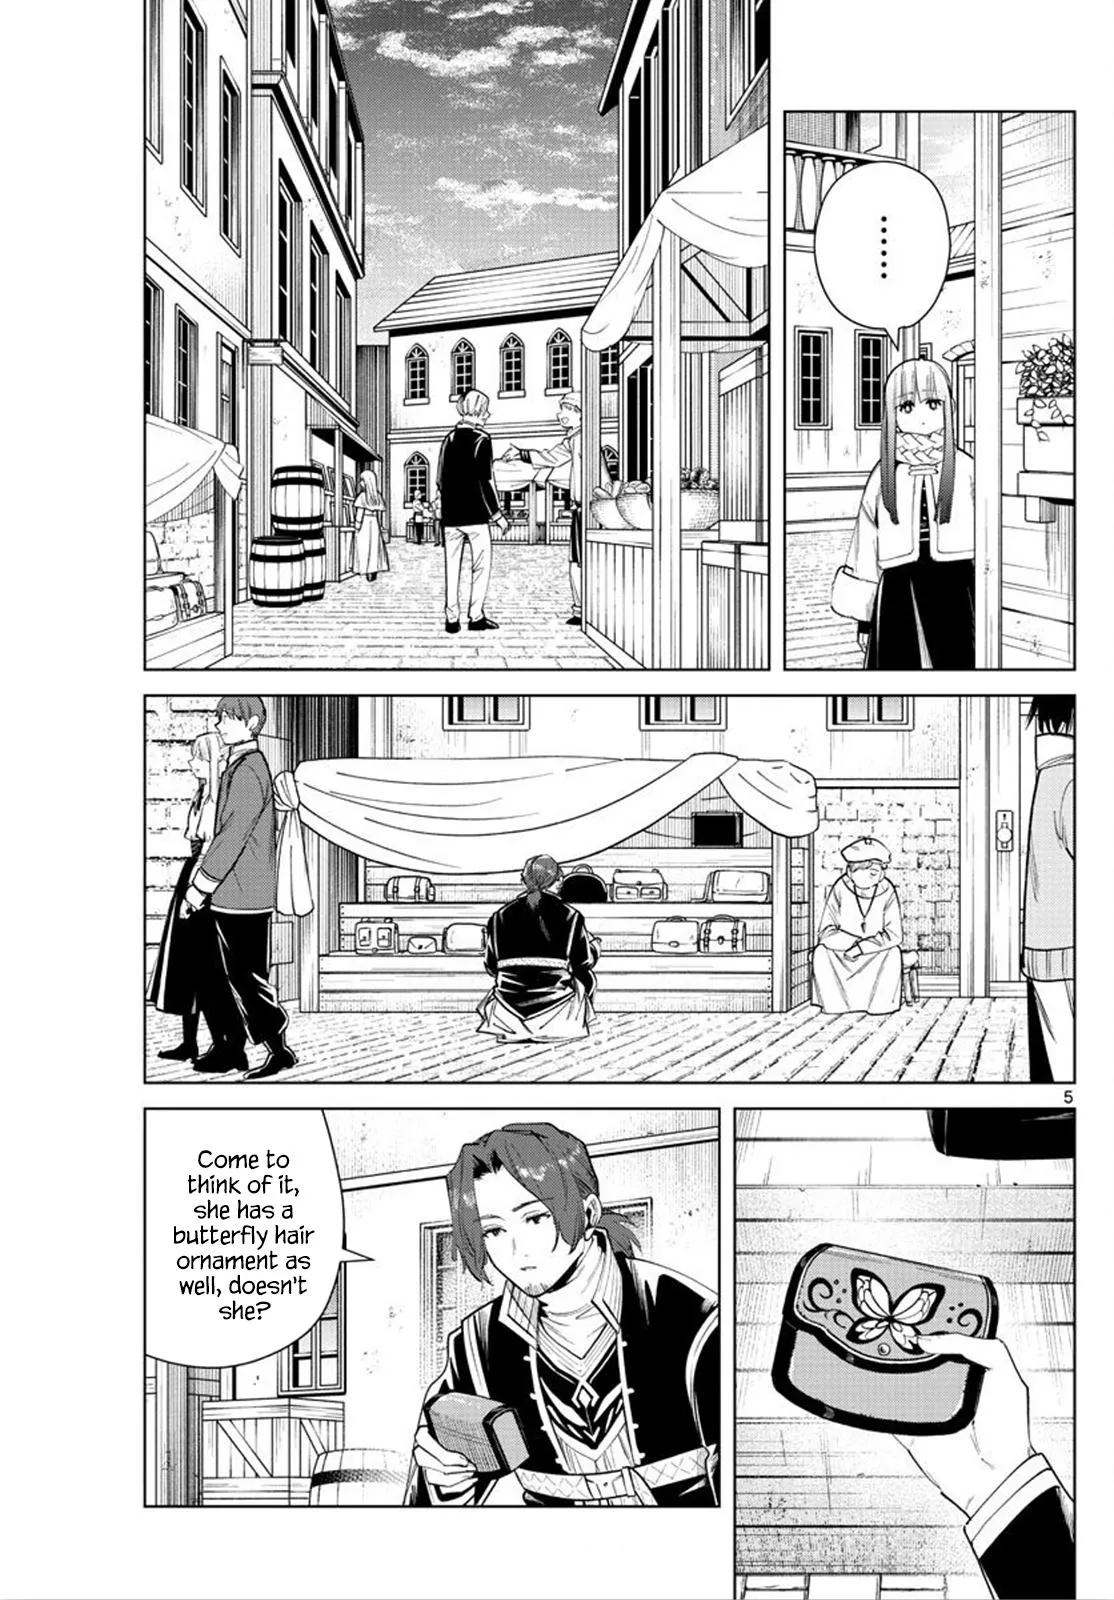 ......
5
Come to
think of it,
she has a
butterfly hair
ornament as
well, doesn't
she?